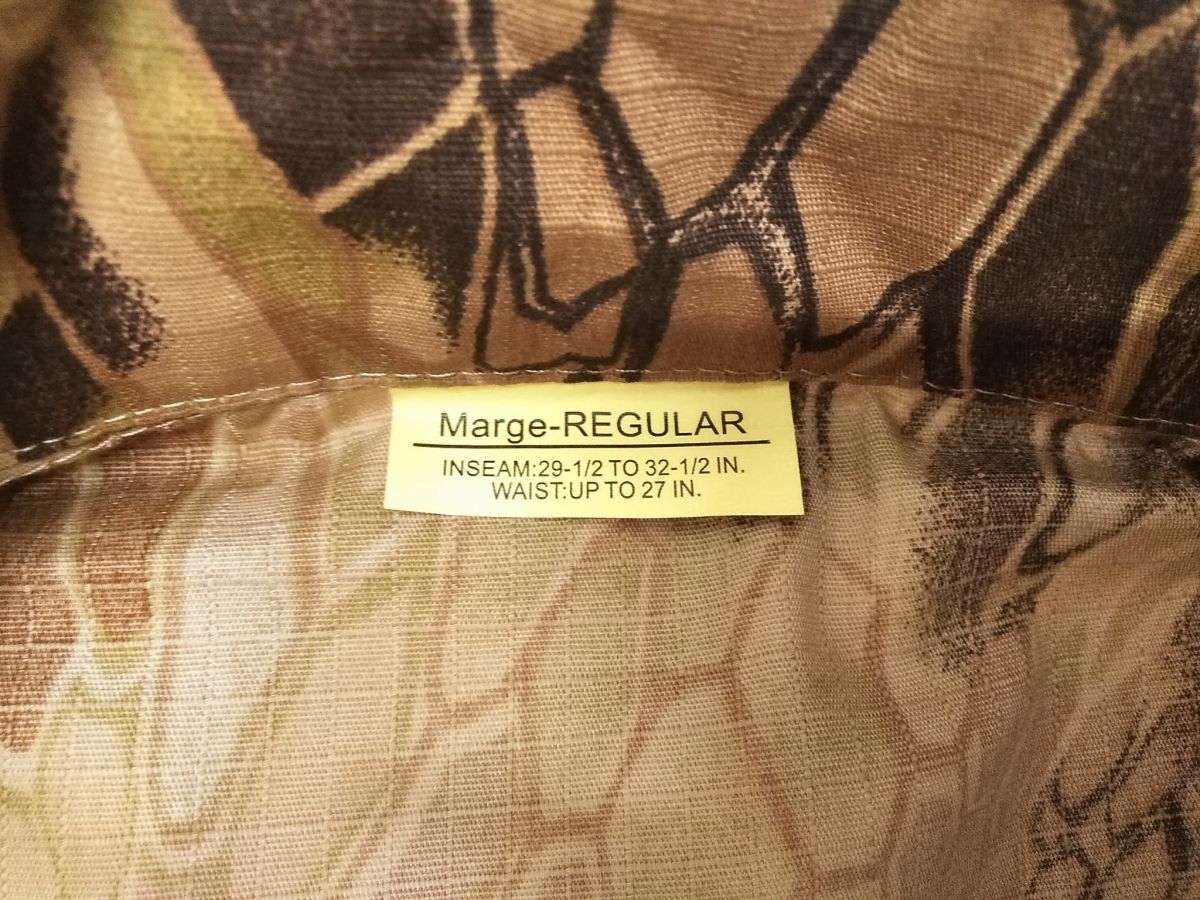 Marge-REGULAR
INSEAM:29-1/2 TO 32-1/2 IN.
WAIST:UP TO 27 IN.